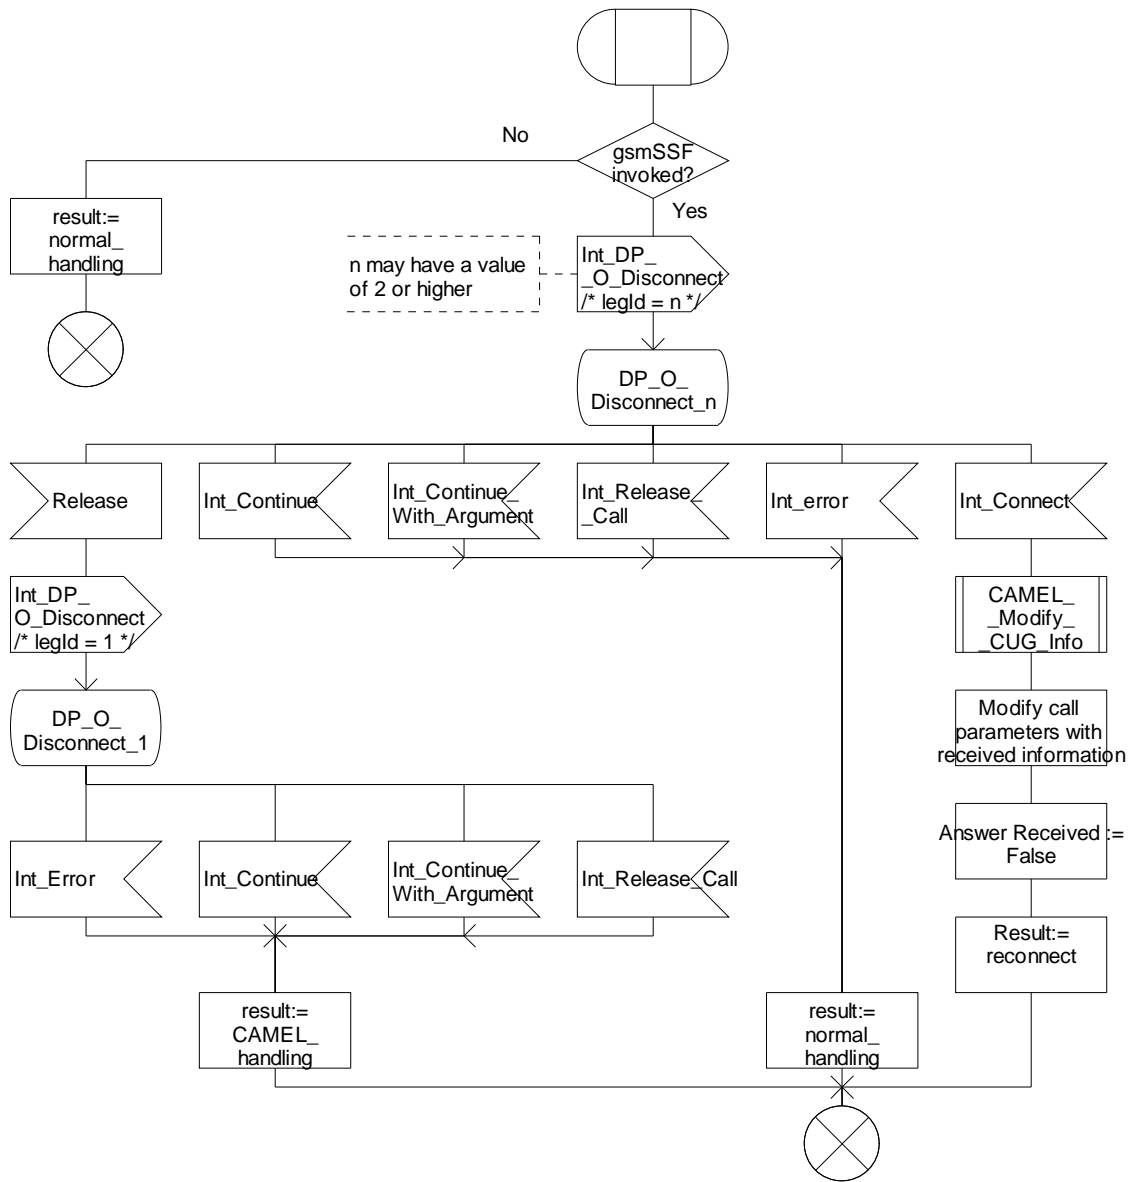 No
gsmSSF
invoked?
Yes
result:=
normal_
handling
n may have a value
of 2 or higher
Int_DP_
_O_Disconnect
/* legId = n */
DP_O_
Disconnect_n
Release
Int_Continue
Int_Continue_
With_Argument
Int_Release_
_Call
Int_error
Int_Connect
Int_DP_
O_Disconnect
/* legId = 1 */
CAMEL_
_Modify_
_CUG_Info
DP_O_
Disconnect_1
Modify call
parameters with
received information
Answer Received :=
False
Int_Error
Int_Continue
Int_Continue_
With_Argument
Int_Release_Call
Result:=
reconnect
result:=
CAMEL_
handling
result:=
normal_
handling